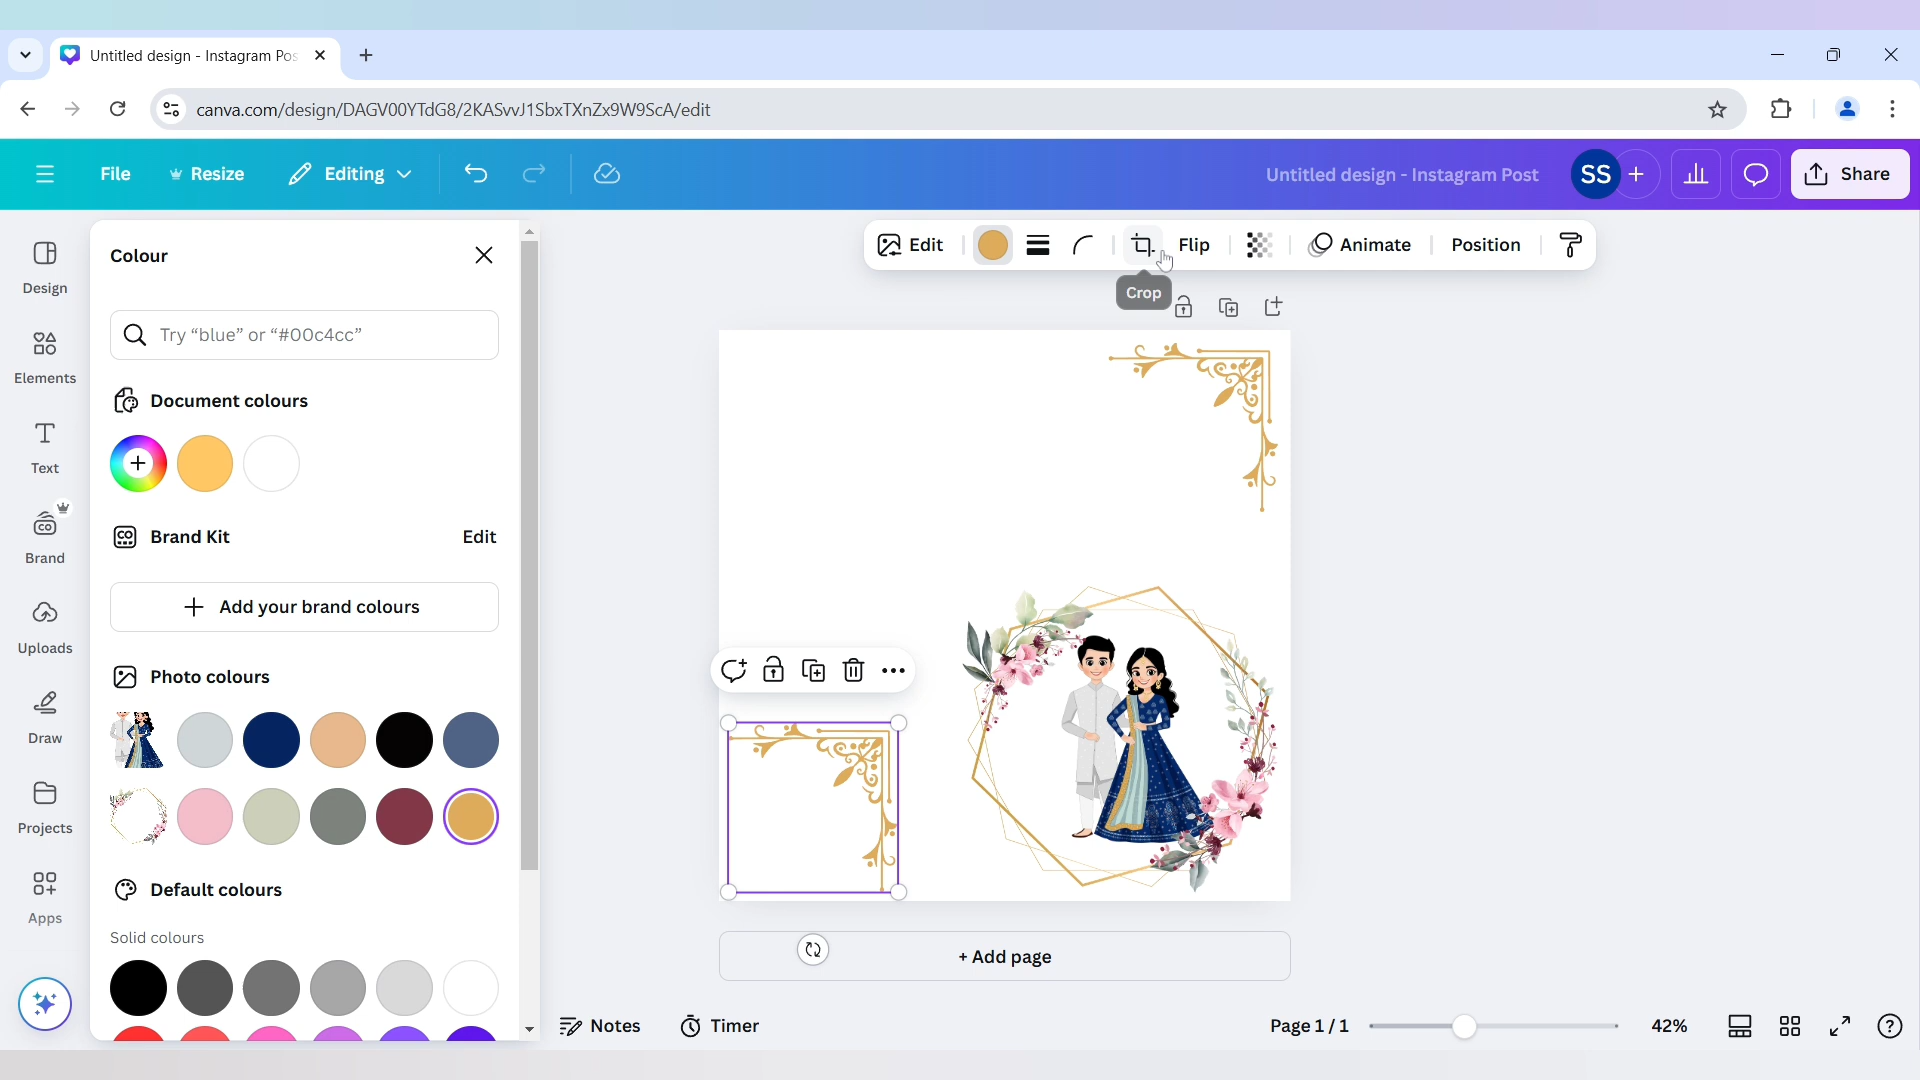 Untitled design - Instagram Pos
canva.com/design/DAGV00YTdG8/2KASvvJ1SbxTXnZx9W9ScA/edit
File
Resize
Editing
Untitled design - Instagram Post
SS
Share
Design
Elements
Text
Brand
Uploads
Draw
Projects
Apps
Colour
Try “blue” or “#00c4cc”
Document colours
Brand Kit
Edit
Add your brand colours
Photo colours
Default colours
Solid colours
Edit
Flip
Animate
Position
Crop
+ Add page
Notes
Timer
Page 1 / 1
42%